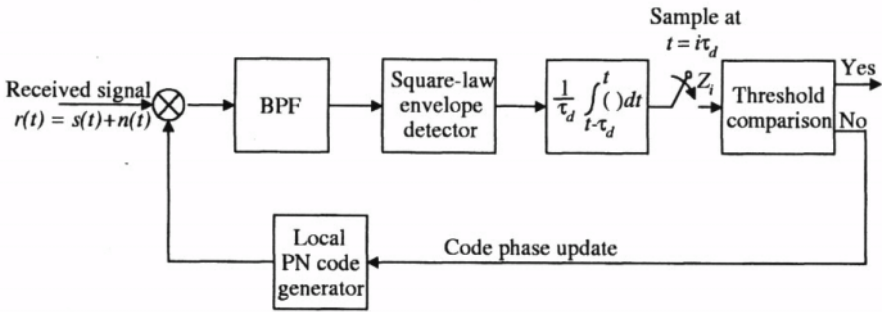 Sample at
t = iτ_d
Received signal
r(t) = s(t)+n(t)
BPF
Square-law
envelope
detector
1/τ_d ∫_{t-τ_d}^{t} ( )dt
Z_i
Threshold
comparison
Yes
No
Local
PN code
generator
Code phase update